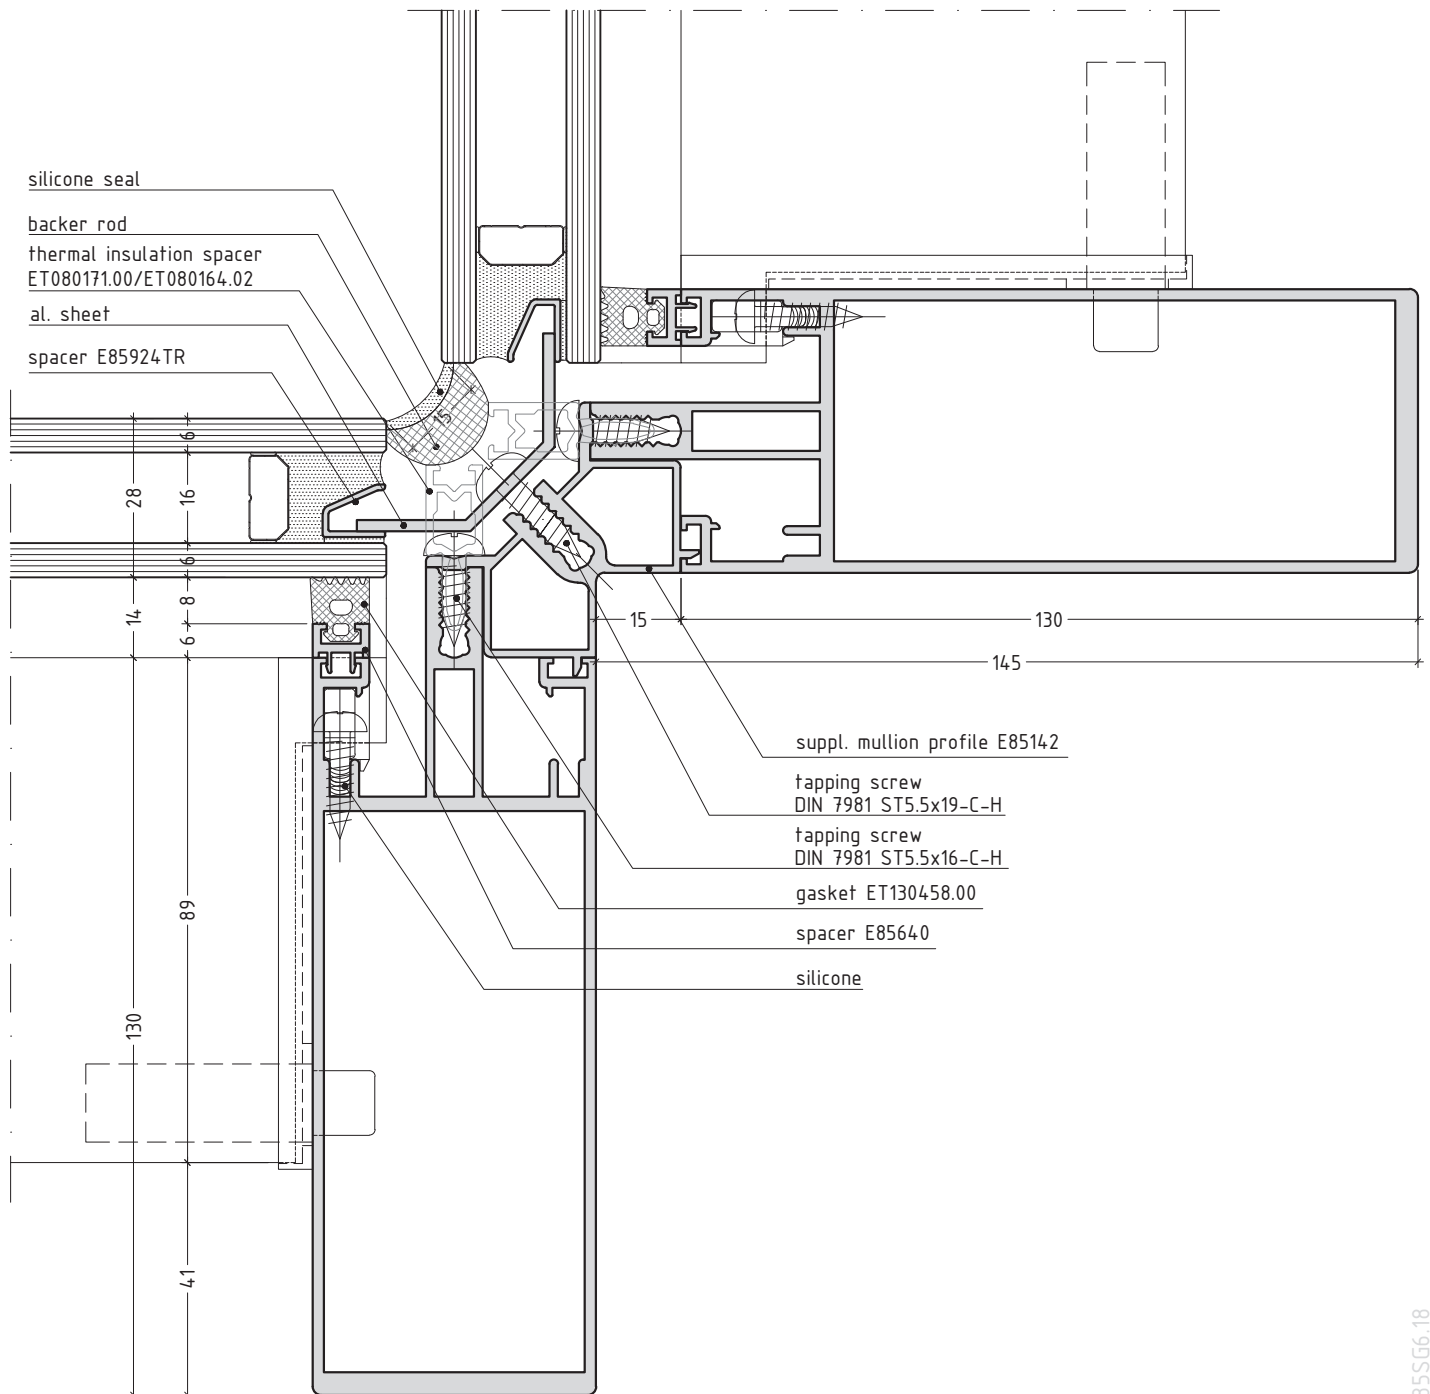 silicone seal
backer rod
thermal insulation spacer
ET080171.00/ET080164.02
al. sheet
spacer E85924TR
15
6
28
16
6
8
14
6
15
130
145
suppl. mullion profile E85142
tapping screw
DIN 7981 ST5.5x19-C-H
tapping screw
DIN 7981 ST5.5x16-C-H
gasket ET130458.00
spacer E85640
silicone
89
130
41